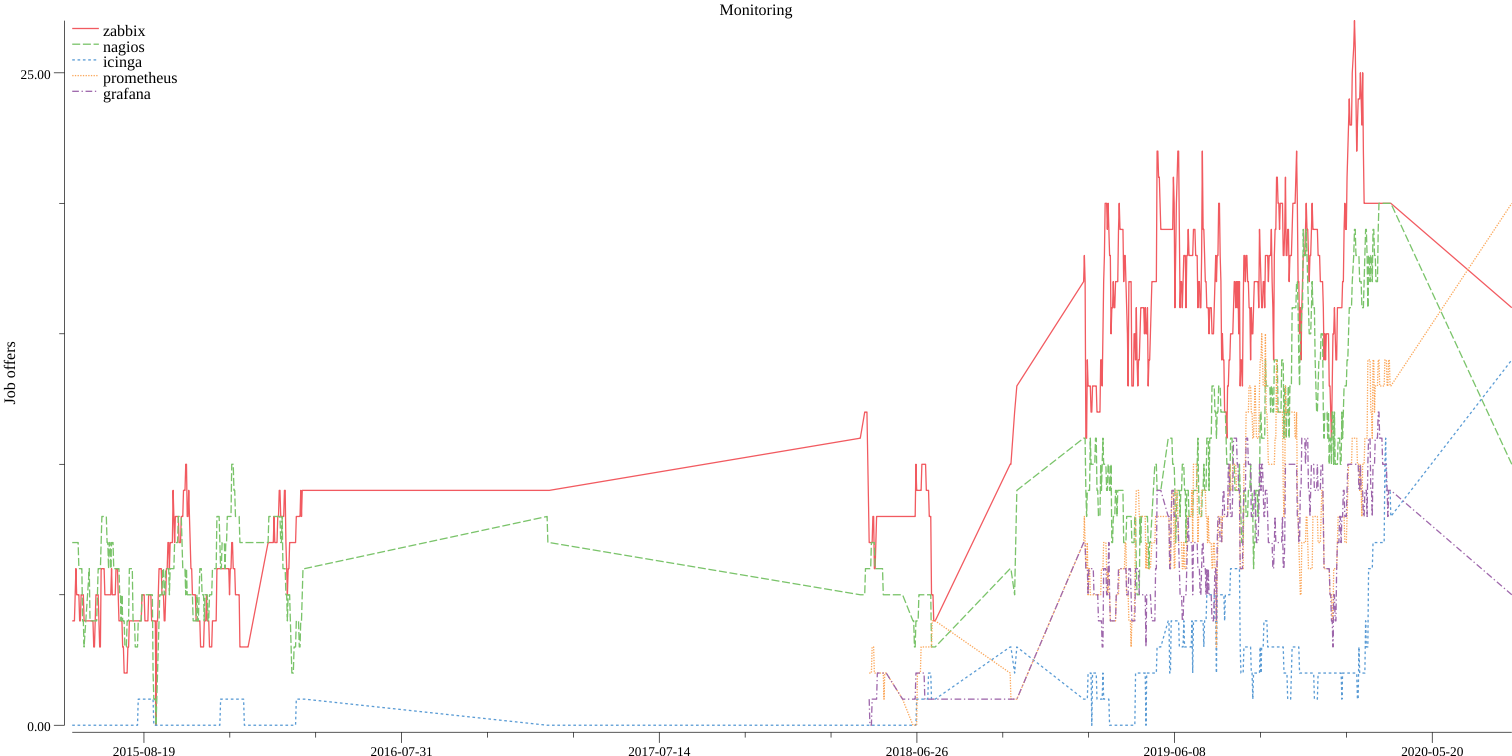 Monitoring
zabbix
nagios
icinga
prometheus
grafana
25.00
Job offers
0.00
2015-08-19
2016-07-31
2017-07-14
2018-06-26
2019-06-08
2020-05-20